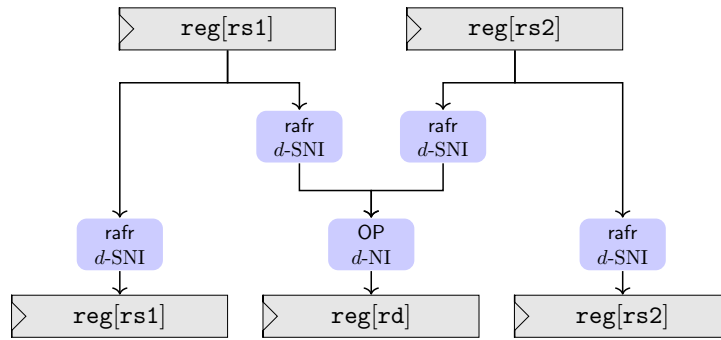 reg[rs1]
reg[rs2]
rafr
d-SNI
rafr
d-SNI
rafr
d-SNI
OP
d-NI
rafr
d-SNI
reg[rs1]
reg[rd]
reg[rs2]